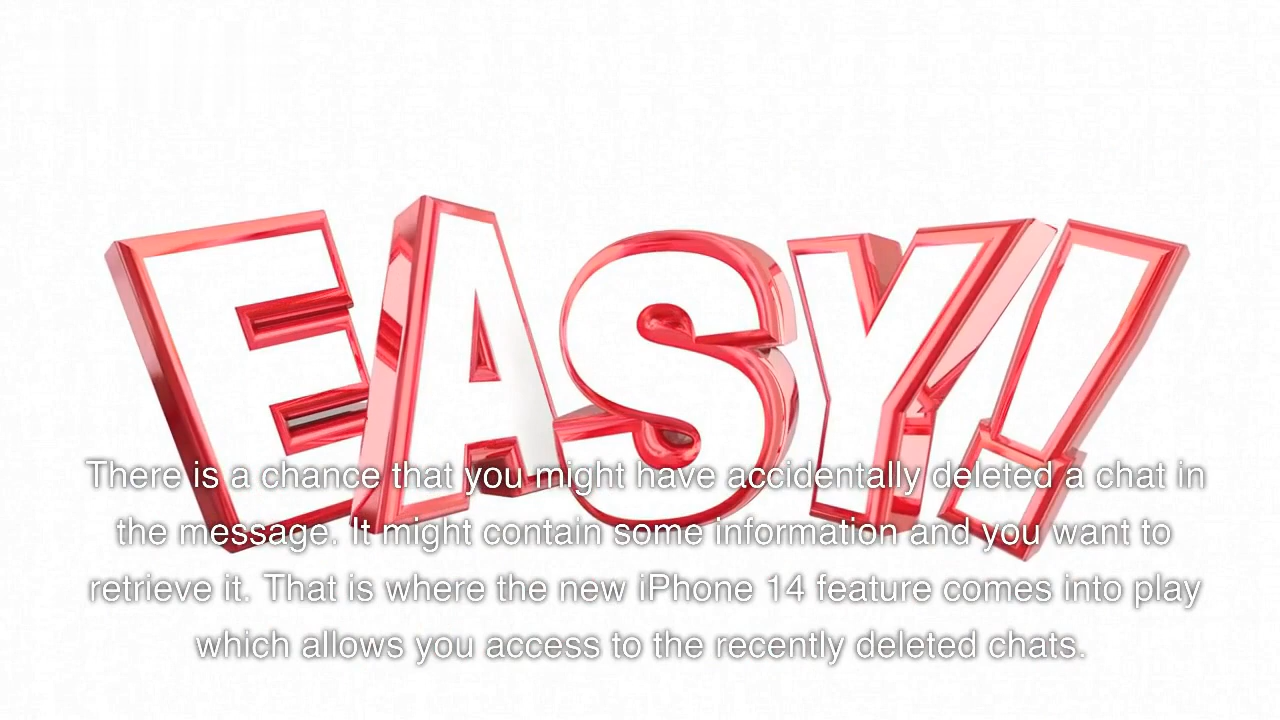 EASY!
There is a chance that you might have accidentally deleted a chat in
the message. It might contain some information and you want to
retrieve it. That is where the new iPhone 14 feature comes into play
which allows you access to the recently deleted chats.